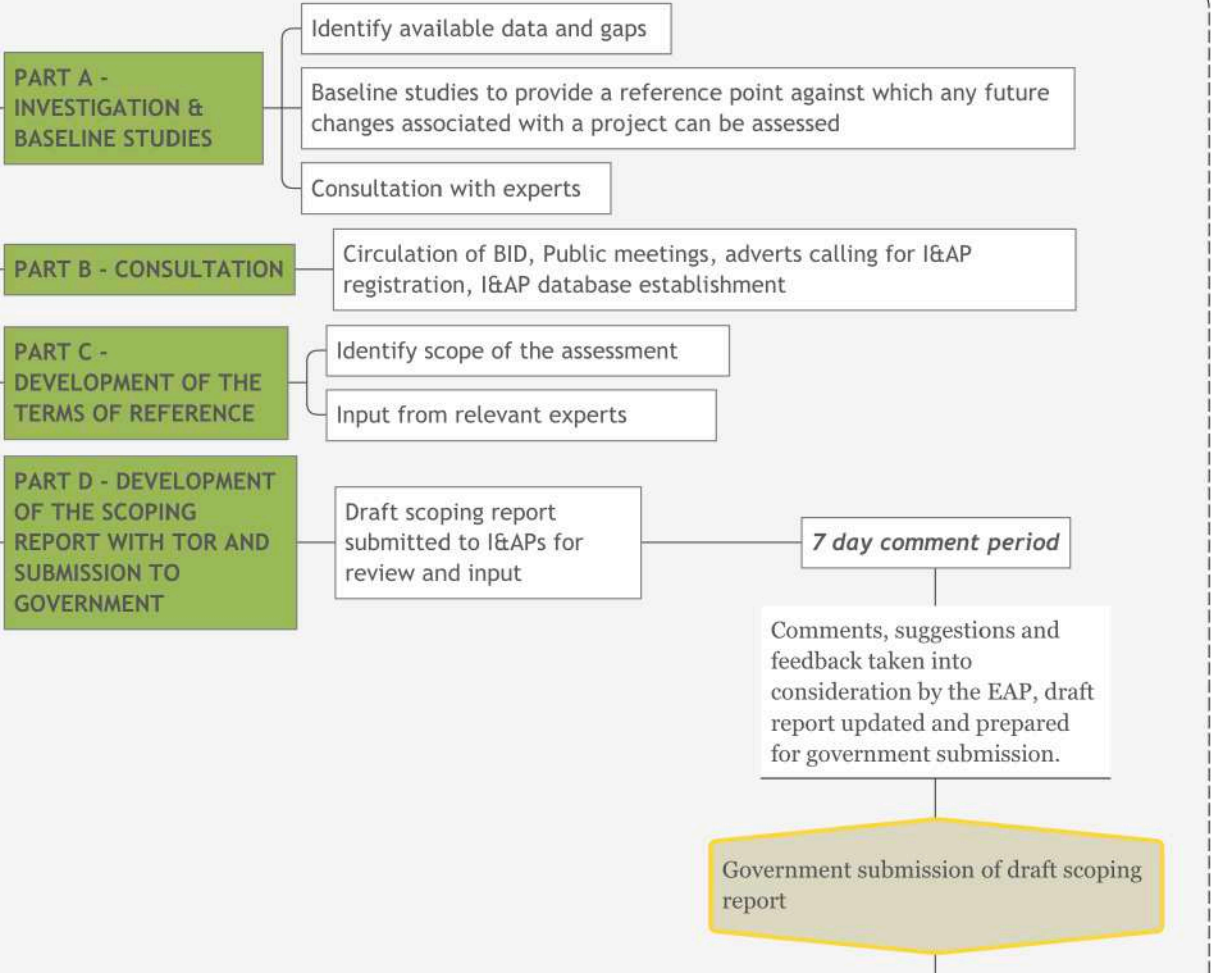 Identify available data and gaps
PART A -
INVESTIGATION &
BASELINE STUDIES
Baseline studies to provide a reference point against which any future
changes associated with a project can be assessed
Consultation with experts
PART B - CONSULTATION
Circulation of BID, Public meetings, adverts calling for I&AP
registration, I&AP database establishment
PART C -
DEVELOPMENT OF THE
TERMS OF REFERENCE
Identify scope of the assessment
Input from relevant experts
PART D - DEVELOPMENT
OF THE SCOPING
REPORT WITH TOR AND
SUBMISSION TO
GOVERNMENT
Draft scoping report
submitted to I&APs for
review and input
7 day comment period
Comments, suggestions and
feedback taken into
consideration by the EAP, draft
report updated and prepared
for government submission.
Government submission of draft scoping
report